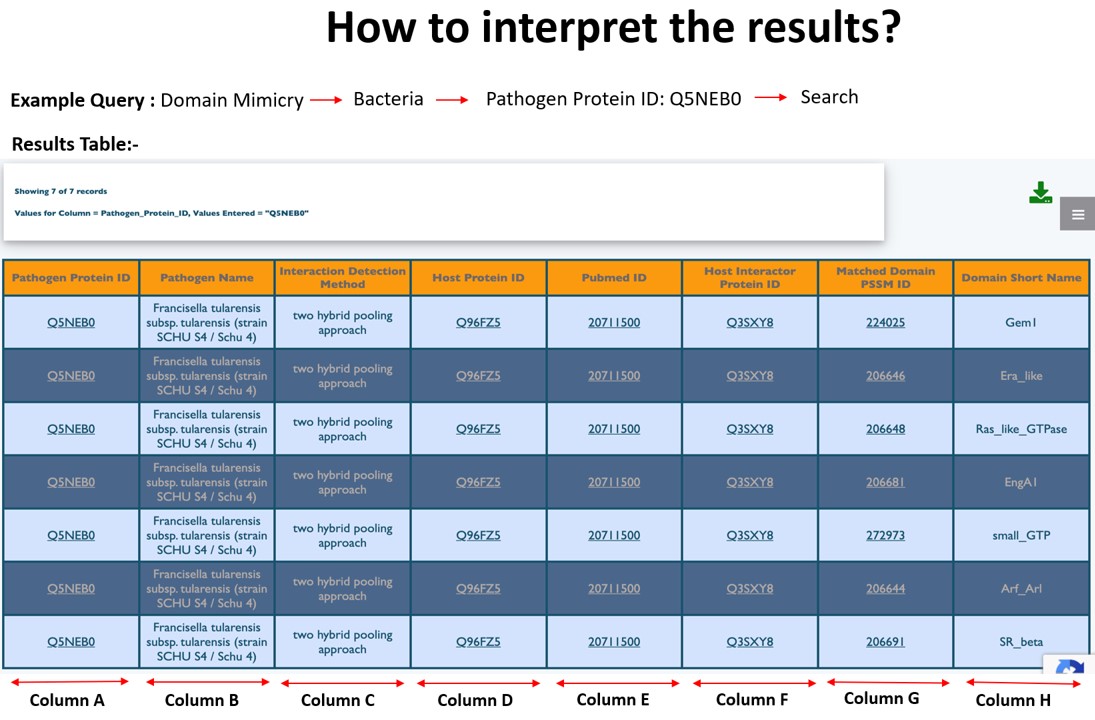 How to interpret the results?
Example Query : Domain Mimicry → Bacteria → Pathogen Protein ID: Q5NEB0 → Search
Results Table:-
Showing 7 of 7 records
Values for Column = Pathogen_Protein_ID, Values Entered = "Q5NEB0"
Pathogen Protein ID
Pathogen Name
Interaction Detection
Method
Host Protein ID
Pubmed ID
Host Interactor
Protein ID
Matched Domain
PSSM ID
Domain Short Name
Q5NEB0
Francisella tularensis
subsp. tularensis (strain
SCHU S4 / Schu 4)
two hybrid pooling
approach
Q96FZ5
20711500
Q3SXY8
224025
Gem1
Q5NEB0
Francisella tularensis
subsp. tularensis (strain
SCHU S4 / Schu 4)
two hybrid pooling
approach
Q96FZ5
20711500
Q3SXY8
206646
Era_like
Q5NEB0
Francisella tularensis
subsp. tularensis (strain
SCHU S4 / Schu 4)
two hybrid pooling
approach
Q96FZ5
20711500
Q3SXY8
206648
Ras_like_GTPase
Q5NEB0
Francisella tularensis
subsp. tularensis (strain
SCHU S4 / Schu 4)
two hybrid pooling
approach
Q96FZ5
20711500
Q3SXY8
206681
EngA1
Q5NEB0
Francisella tularensis
subsp. tularensis (strain
SCHU S4 / Schu 4)
two hybrid pooling
approach
Q96FZ5
20711500
Q3SXY8
272973
small_GTP
Q5NEB0
Francisella tularensis
subsp. tularensis (strain
SCHU S4 / Schu 4)
two hybrid pooling
approach
Q96FZ5
20711500
Q3SXY8
206644
Arf_Arl
Q5NEB0
Francisella tularensis
subsp. tularensis (strain
SCHU S4 / Schu 4)
two hybrid pooling
approach
Q96FZ5
20711500
Q3SXY8
206691
SR_beta
Column A
Column B
Column C
Column D
Column E
Column F
Column G
Column H